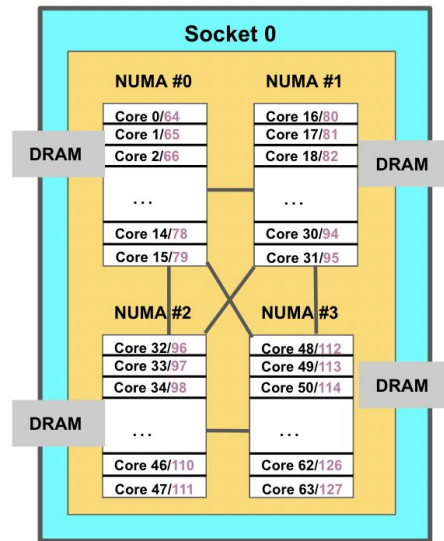 Socket 0
NUMA #0
Core 0/64
Core 1/65
Core 2/66
...
Core 14/78
Core 15/79
DRAM
NUMA #1
Core 16/80
Core 17/81
Core 18/82
...
Core 30/94
Core 31/95
DRAM
NUMA #2
Core 32/96
Core 33/97
Core 34/98
...
Core 46/110
Core 47/111
DRAM
NUMA #3
Core 48/112
Core 49/113
Core 50/114
...
Core 62/126
Core 63/127
DRAM